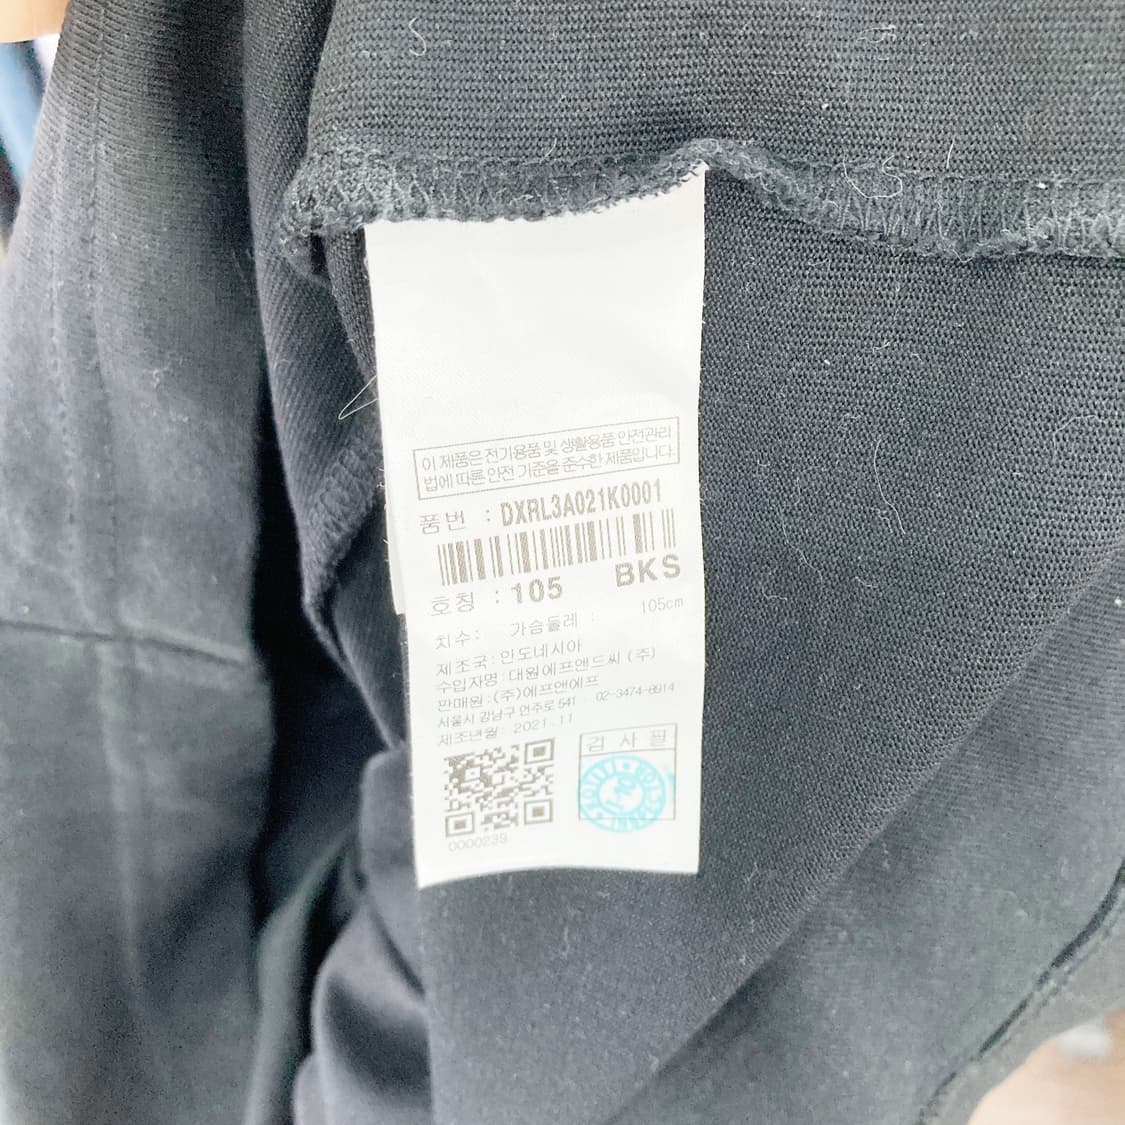 이 제품은 전기용품 및 생활용품 안전관리
법에 따른 안전 기준을 준수한 제품입니다.
품번 : DXRL3A021K0001
호칭 : 105 BKS
치수: 가슴둘레 : 105cm
제조국: 인도네시아
수입자명: 대원에프앤드씨 (주)
판매원: (주)에프앤에프
서울시 강남구 언주로 541 02-3474-8914
제조년월: 2021.11
검사필
0000239